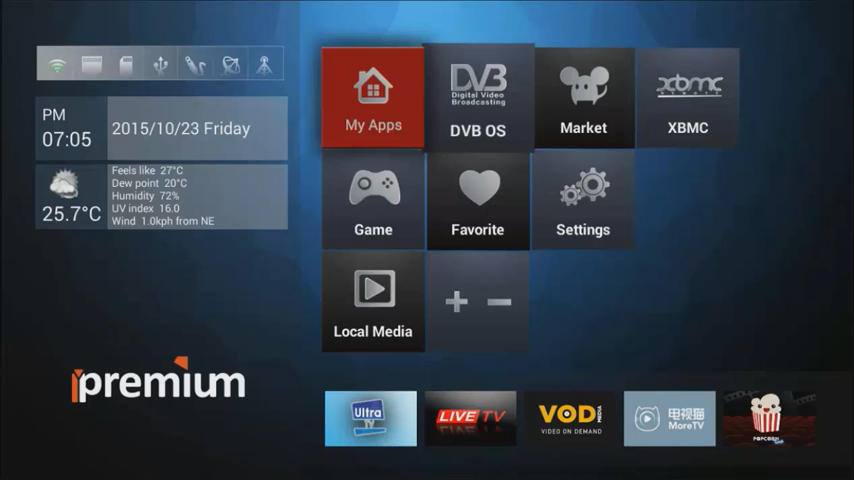 PM
07:05
2015/10/23 Friday
25.7°C
Feels like 27°C
Dew point 20°C
Humidity 72%
UV index 16.0
Wind 1.0kph from NE
My Apps
DVB
Digital Video
Broadcasting
DVB OS
Market
xbmc
XBMC
Game
Favorite
Settings
Local Media
ipremium
Ultra
TV
LIVE TV
VOD MEDIA
VIDEO ON DEMAND
电视猫
MoreTV
POPCORN